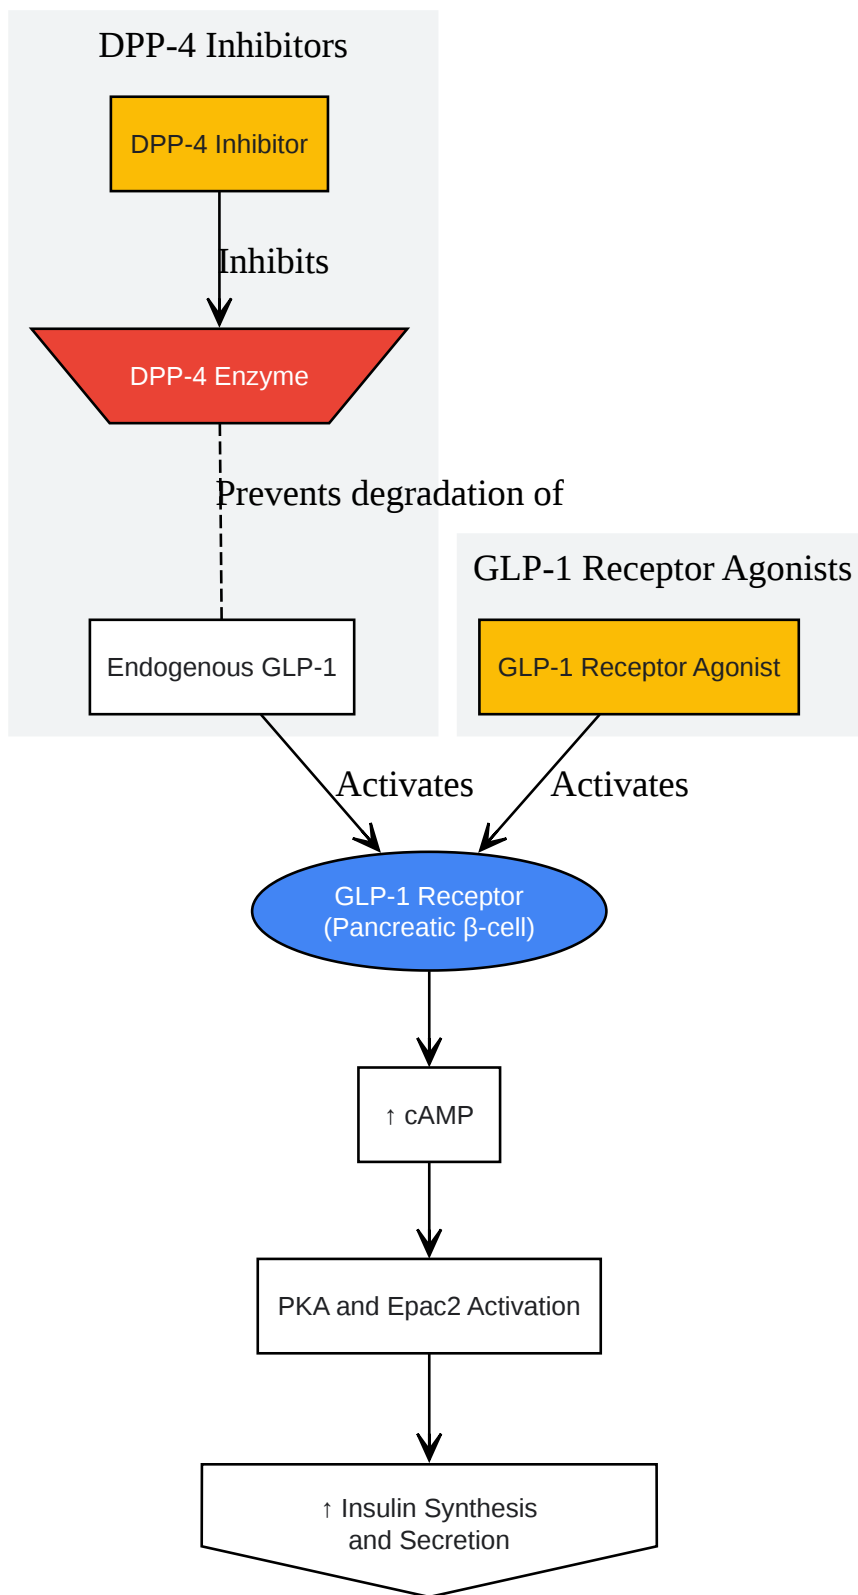 DPP-4 Inhibitors
DPP-4 Inhibitor
Inhibits
DPP-4 Enzyme
Prevents degradation of
GLP-1 Receptor Agonists
Endogenous GLP-1
GLP-1 Receptor Agonist
Activates
Activates
GLP-1 Receptor
(Pancreatic β-cell)
↑ cAMP
PKA and Epac2 Activation
↑ Insulin Synthesis
and Secretion